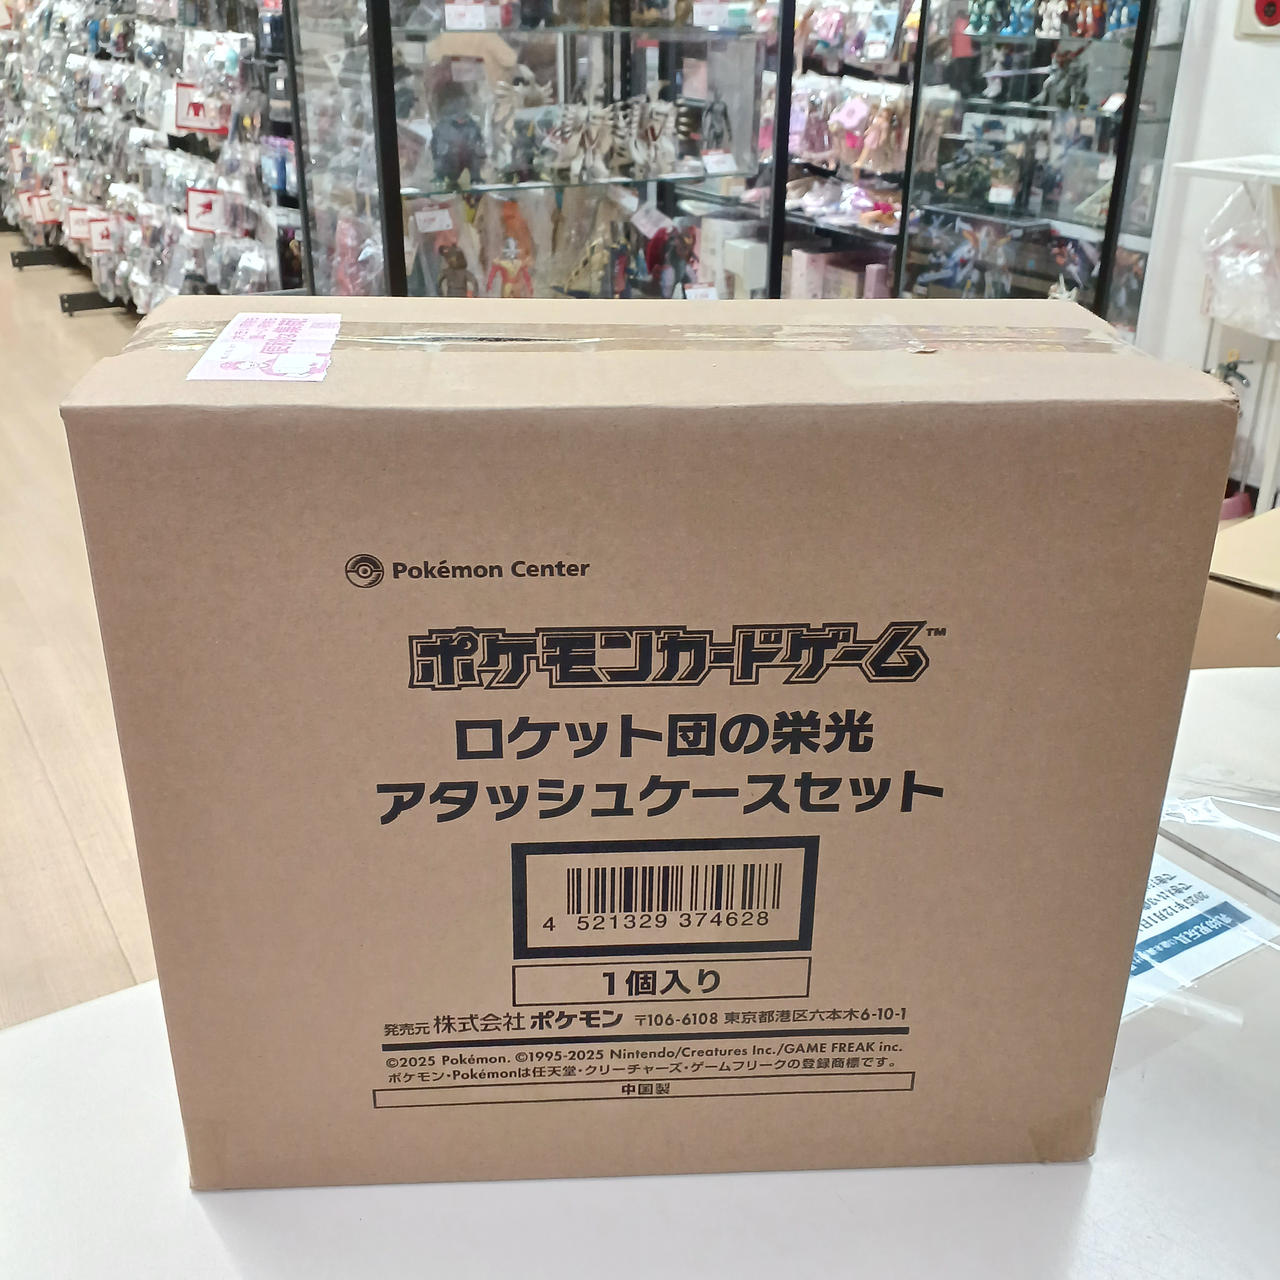 Pokémon Center
ポケモンカードゲーム™
ロケット団の栄光
アタッシュケースセット
4 521329 374628
1個入り
発売元 株式会社 ポケモン 〒106-6108 東京都港区六本木6-10-1
©2025 Pokémon. ©1995-2025 Nintendo/Creatures Inc./GAME FREAK inc.
ポケモン・Pokémonは任天堂・クリーチャーズ・ゲームフリークの登録商標です。
中国製